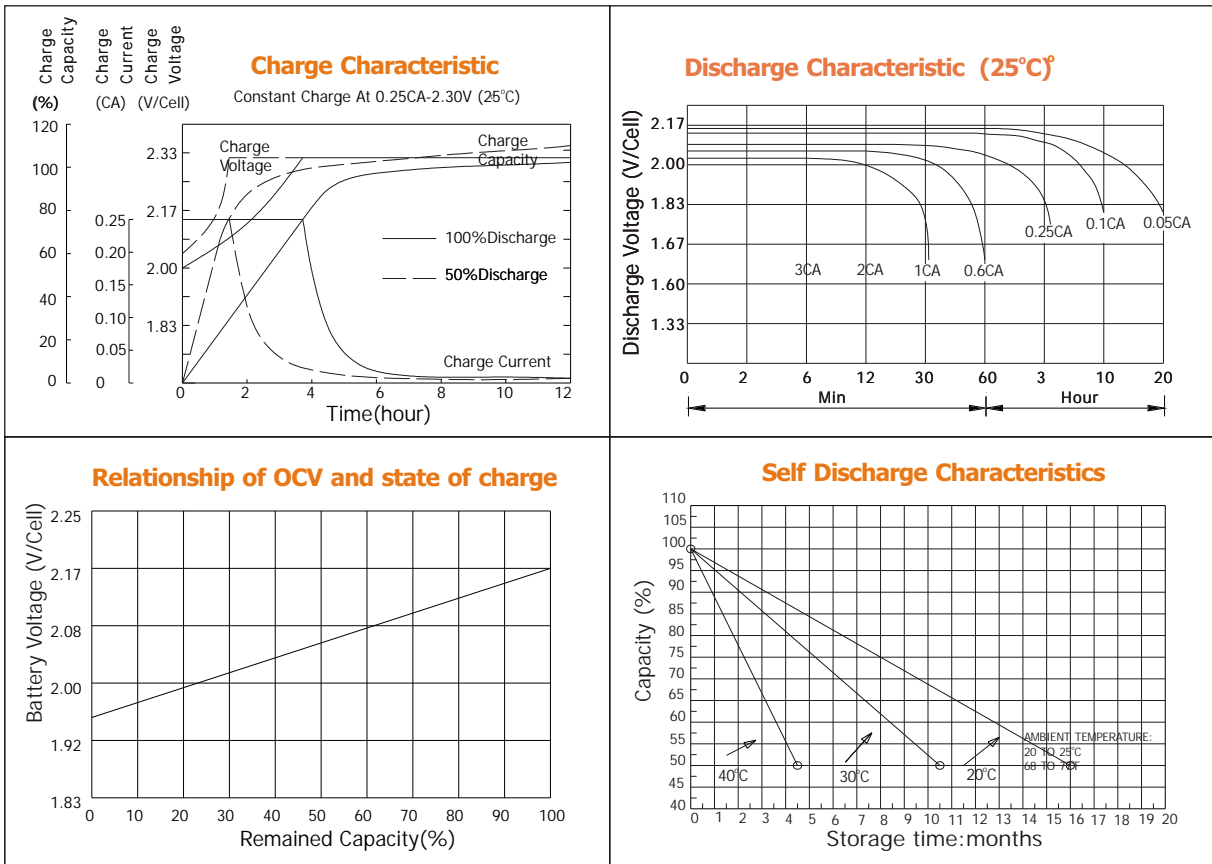 Charge Capacity
Charge Current
Charge Voltage
Charge Characteristic
Constant Charge At 0.25CA-2.30V (25°C)
(%) (CA) (V/Cell)
120
100
80
60
40
20
0
0.25
0.20
0.15
0.10
0.05
0
2.33
2.17
2.00
1.83
Charge Voltage
Charge Capacity
100%Discharge
50%Discharge
Charge Current
0 2 4 6 8 10 12
Time(hour)
Discharge Characteristic (25°C)°
Discharge Voltage (V/Cell)
2.17
2.00
1.83
1.67
1.60
1.33
3CA 2CA 1CA 0.6CA 0.25CA 0.1CA 0.05CA
0 2 6 12 30 60 3 10 20
Min Hour
Relationship of OCV and state of charge
Battery Voltage (V/Cell)
2.25
2.17
2.08
2.00
1.92
1.83
0 10 20 30 40 50 60 70 80 90 100
Remained Capacity(%)
Self Discharge Characteristics
Capacity (%)
110
105
100
95
90
85
80
75
70
65
60
55
50
45
40
40°C 30°C 20°C
AMBIENT TEMPERATURE:
20 TO 25°C
68 TO
0 1 2 3 4 5 6 7 8 9 10 11 12 13 14 15 16 17 18 19 20
Storage time:months